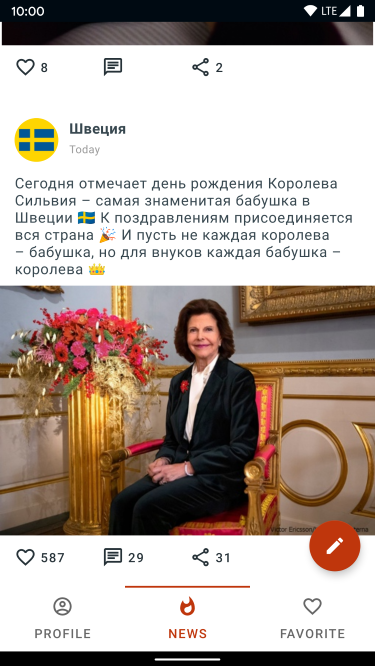 10:00 LTE
8 2
Швеция
Today
Сегодня отмечает день рождения Королева
Сильвия – самая знаменитая бабушка в
Швеции 🇸🇪 К поздравлениям присоединяется
вся страна 🎉 И пусть не каждая королева
– бабушка, но для внуков каждая бабушка –
королева 👑
587 29 31
PROFILE NEWS FAVORITE